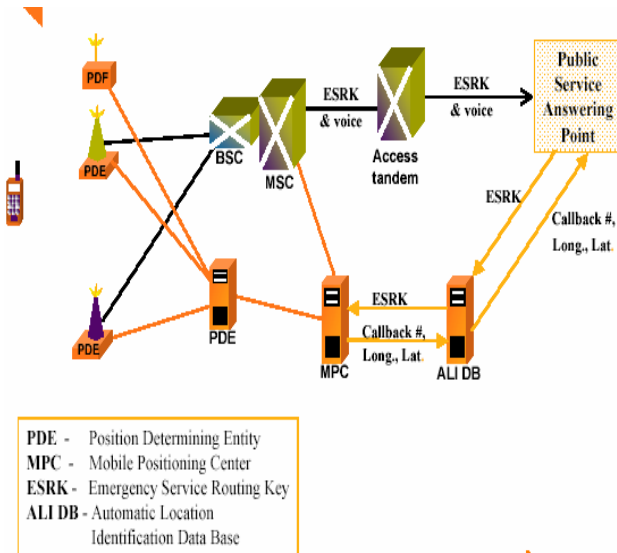 PDF
PDE
PDE
BSC
MSC
ESRK
& voice
Access
tandem
ESRK
& voice
Public
Service
Answering
Point
ESRK
Callback #,
Long., Lat.
PDE
MPC
ESRK
Callback #,
Long., Lat.
ALI DB
PDE - Position Determining Entity
MPC - Mobile Positioning Center
ESRK - Emergency Service Routing Key
ALI DB - Automatic Location
Identification Data Base